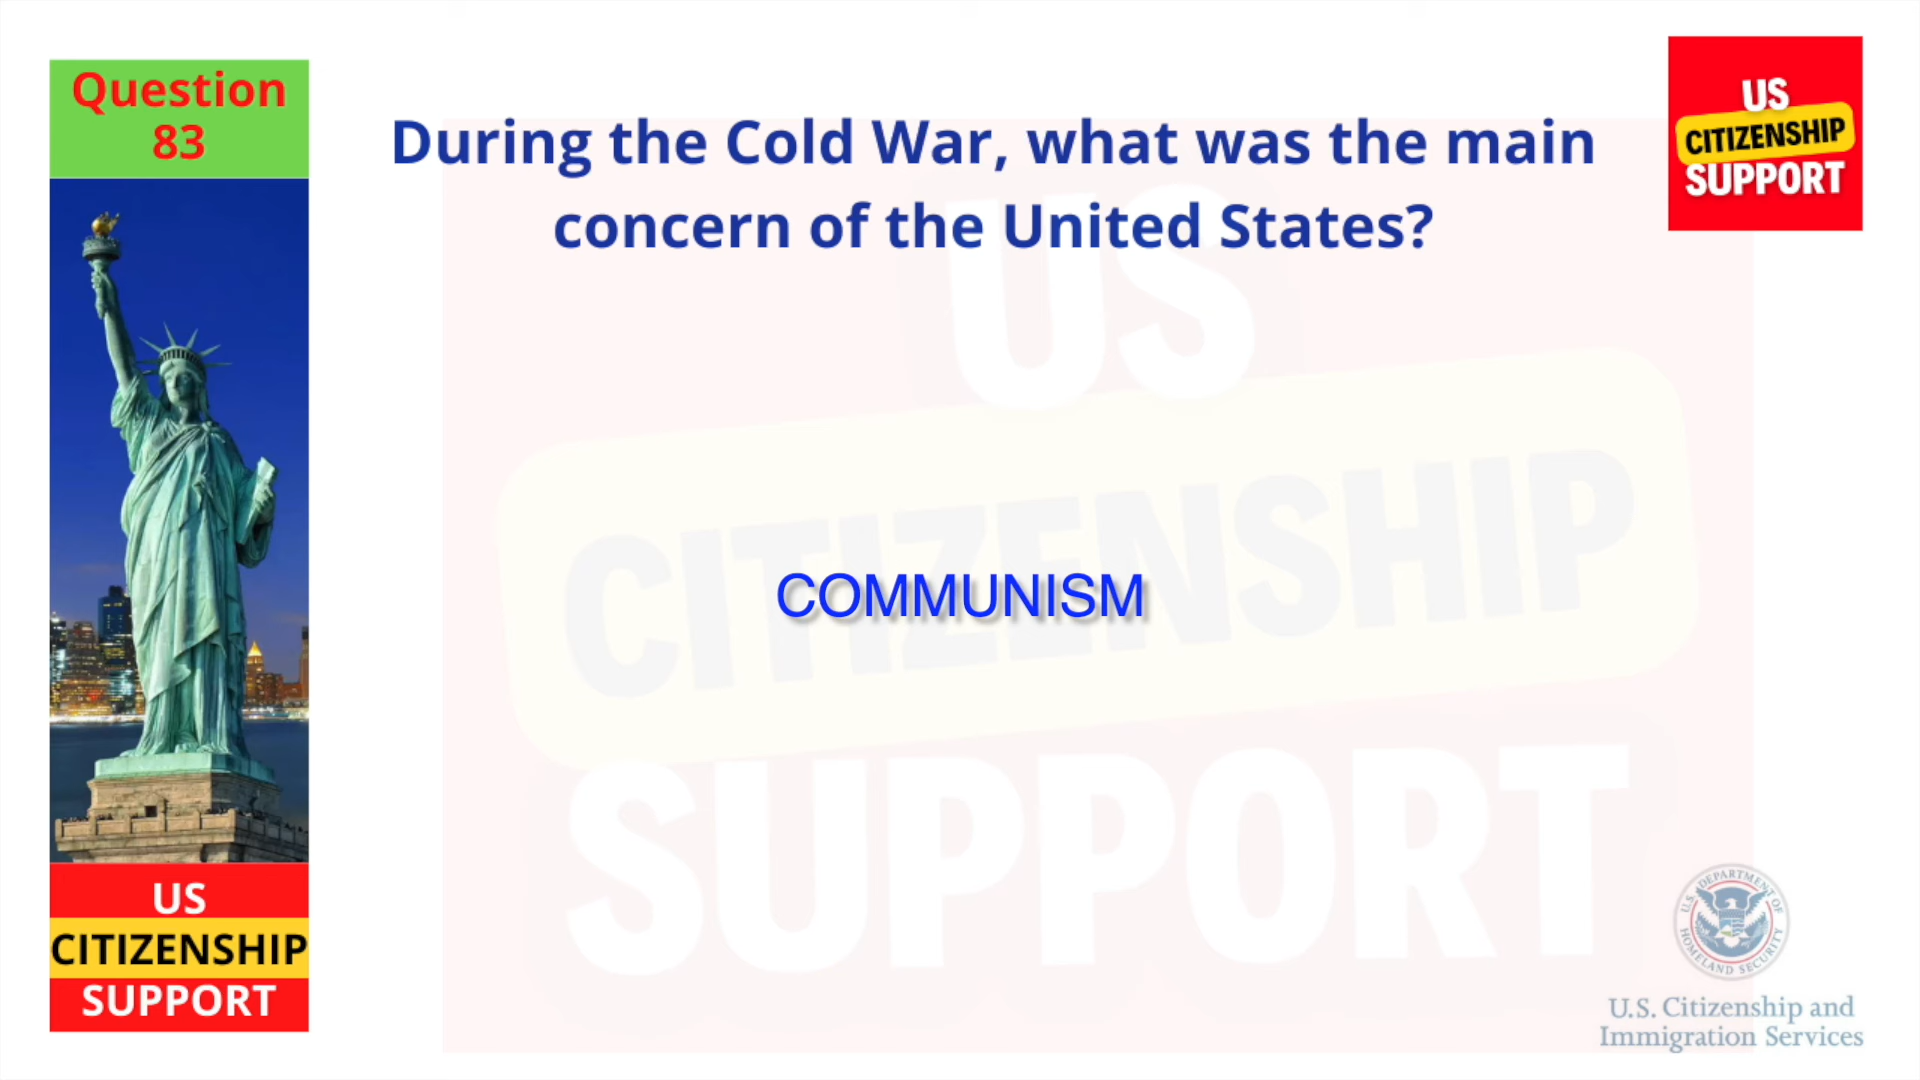 Question
83
During the Cold War, what was the main
concern of the United States?
US
CITIZENSHIP
SUPPORT
US
CITIZENSHIP
SUPPORT
COMMUNISM
US
CITIZENSHIP
SUPPORT
U.S. DEPARTMENT OF
HOMELAND SECURITY
U.S. Citizenship and
Immigration Services